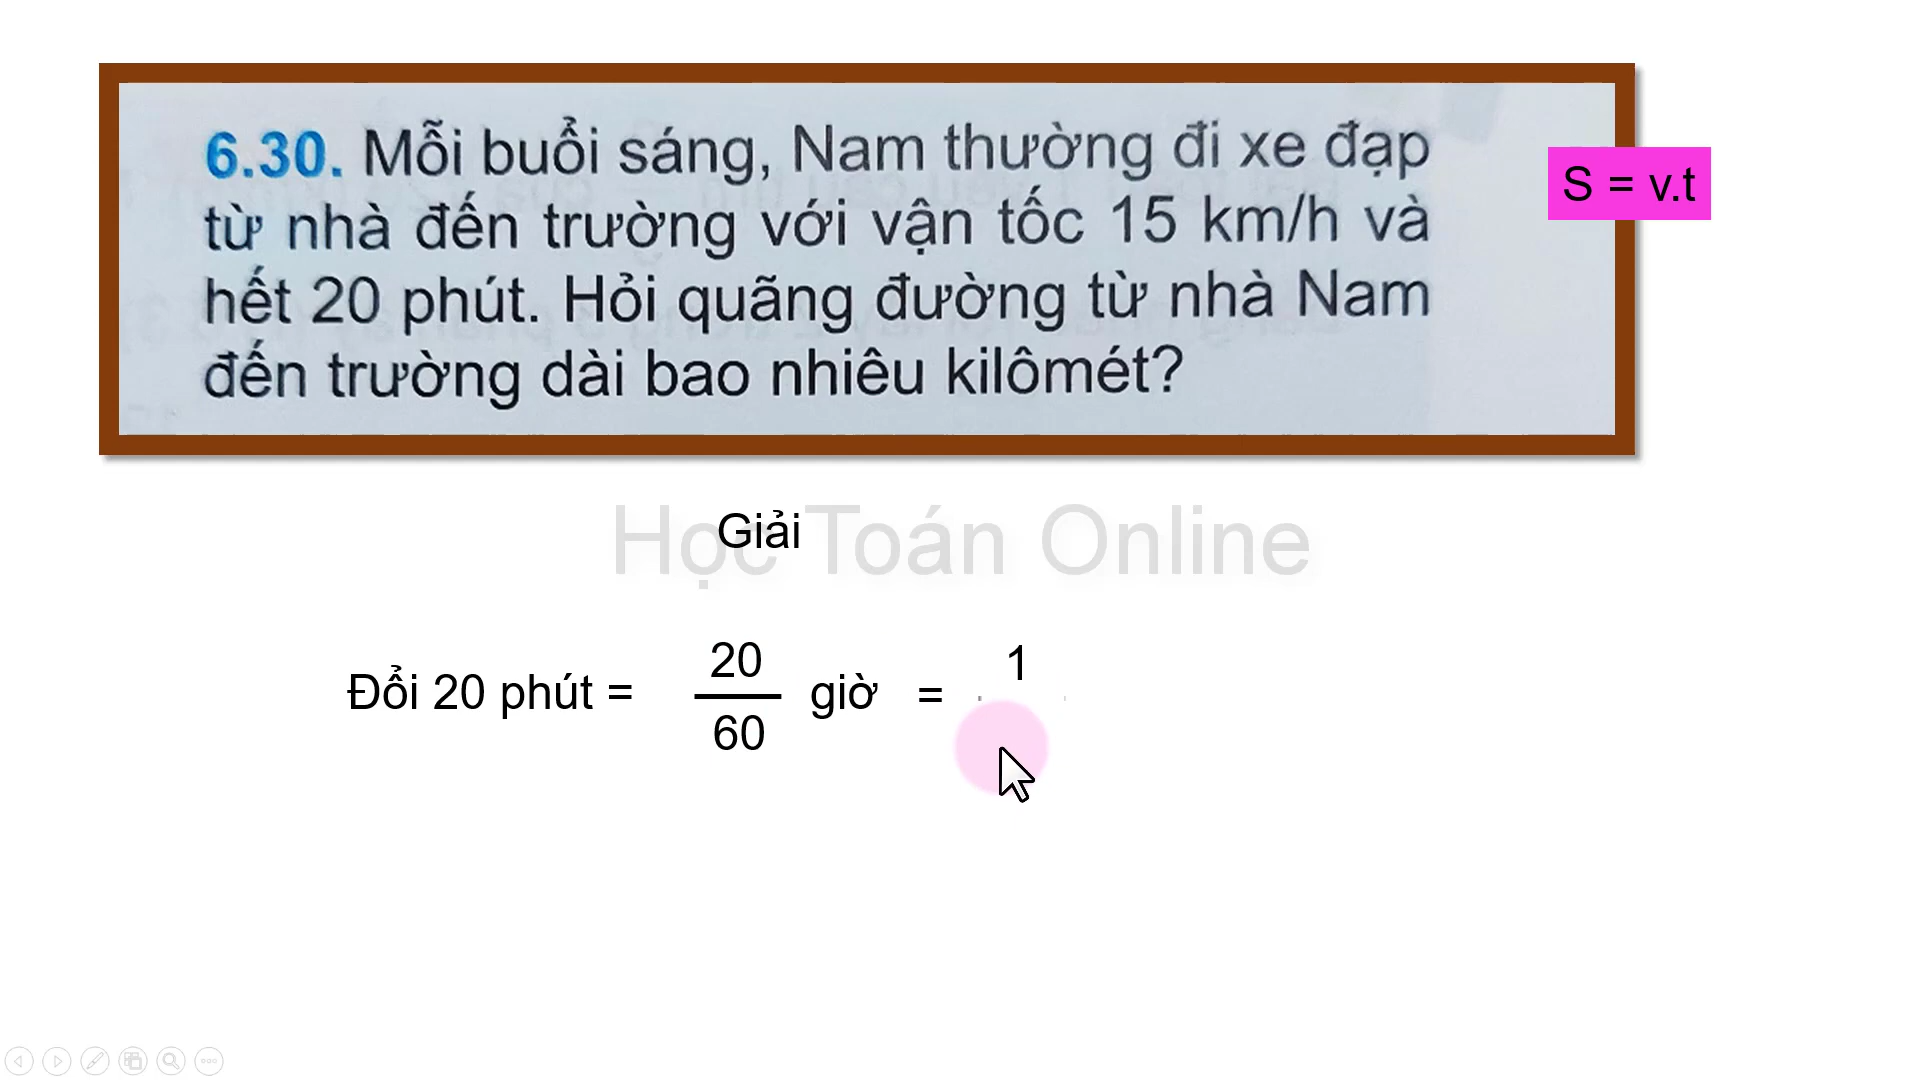 6.30. Mỗi buổi sáng, Nam thường đi xe đạp
từ nhà đến trường với vận tốc 15 km/h và
hết 20 phút. Hỏi quãng đường từ nhà Nam
đến trường dài bao nhiêu kilômét?
S = v.t
Học Toán Online
Giải
Đổi 20 phút = 20/60 giờ = 1